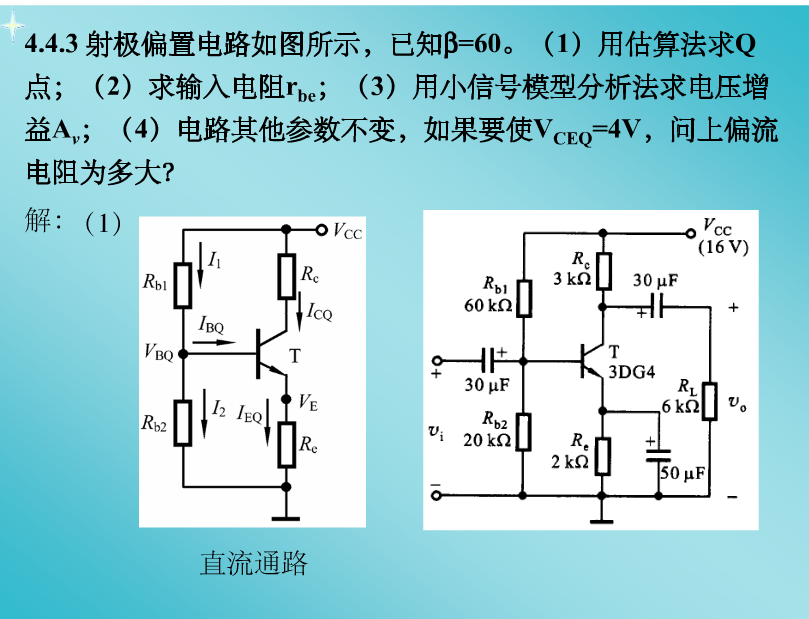 4.4.3 射极偏置电路如图所示，已知β=60。（1）用估算法求Q
点；（2）求输入电阻rbe；（3）用小信号模型分析法求电压增
益Av；（4）电路其他参数不变，如果要使VCEQ=4V，问上偏流
电阻为多大？
解：（1）
VCC
I1
Rb1
Rc
ICQ
IBQ
VBQ
T
I2
IEQ
VE
Rb2
Re
直流通路
VCC
(16 V)
Rc
3 kΩ
30 μF
Rb1
60 kΩ
+
+
T
3DG4
+
+
30 μF
RL
6 kΩ
vo
vi
Rb2
20 kΩ
Re
2 kΩ
+
50 μF
−
−